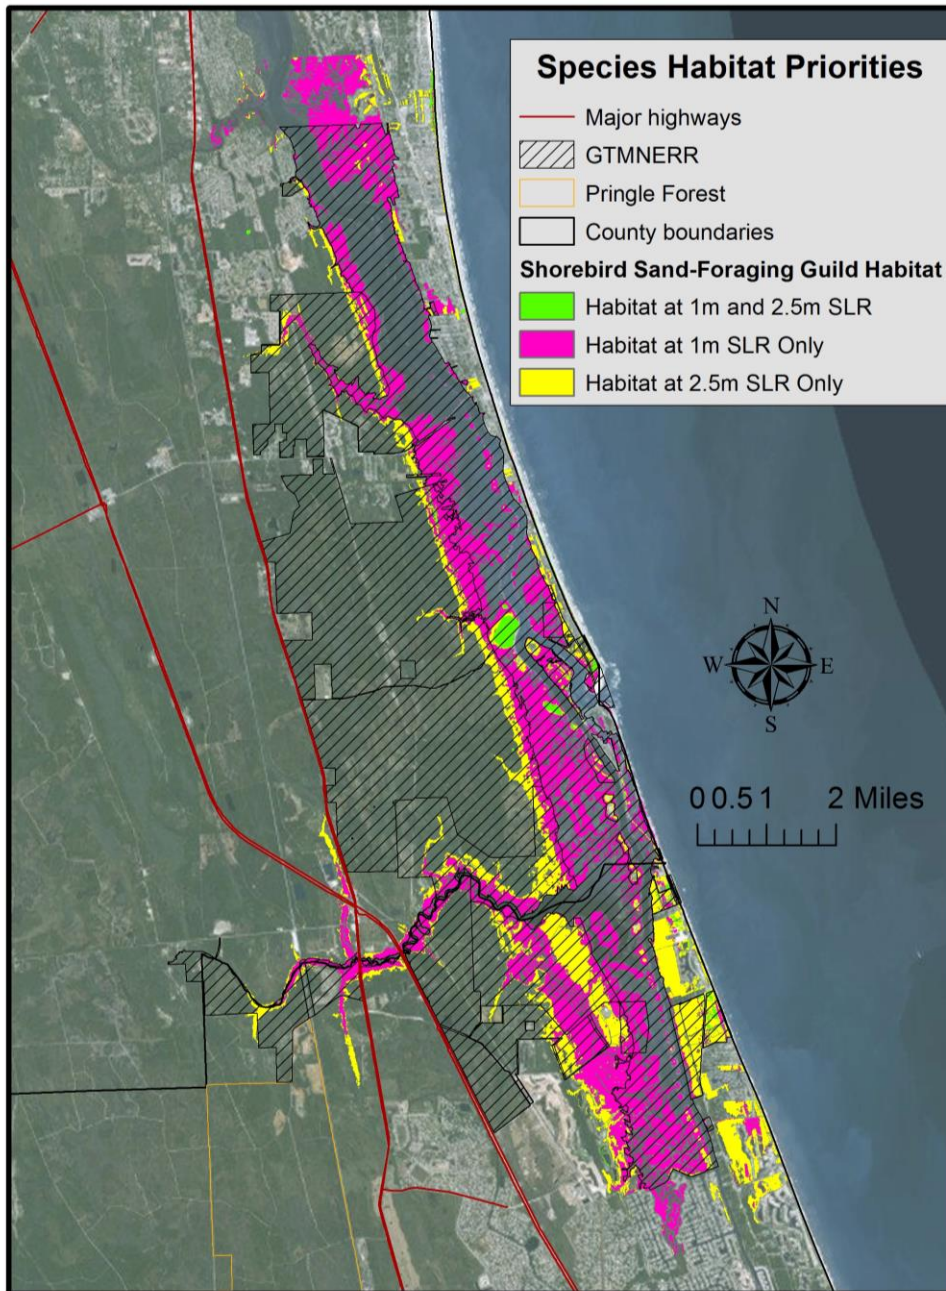 Species Habitat Priorities
Major highways
GTMNERR
Pringle Forest
County boundaries
Shorebird Sand-Foraging Guild Habitat
Habitat at 1m and 2.5m SLR
Habitat at 1m SLR Only
Habitat at 2.5m SLR Only
N
W E
S
0 0.5 1 2 Miles